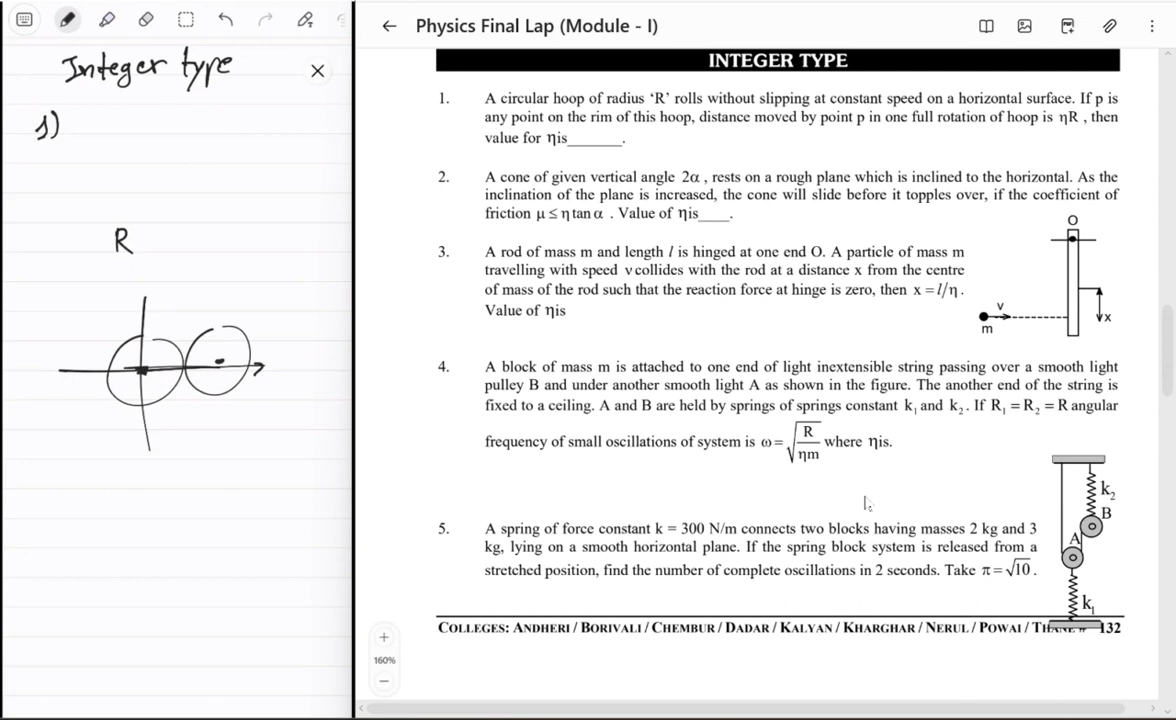 Physics Final Lap (Module - I)
Integer type
1)
R
INTEGER TYPE
1. A circular hoop of radius ‘R’ rolls without slipping at constant speed on a horizontal surface. If p is
any point on the rim of this hoop, distance moved by point p in one full rotation of hoop is ηR , then
value for ηis_______.
2. A cone of given vertical angle 2α , rests on a rough plane which is inclined to the horizontal. As the
inclination of the plane is increased, the cone will slide before it topples over, if the coefficient of
friction μ ≤ η tan α . Value of ηis____.
3. A rod of mass m and length l is hinged at one end O. A particle of mass m
travelling with speed v collides with the rod at a distance x from the centre
of mass of the rod such that the reaction force at hinge is zero, then x = l/η .
Value of ηis
O
v
m
x
4. A block of mass m is attached to one end of light inextensible string passing over a smooth light
pulley B and under another smooth light A as shown in the figure. The another end of the string is
fixed to a ceiling. A and B are held by springs of springs constant k₁ and k₂. If R₁ = R₂ = R angular
frequency of small oscillations of system is ω = √(R/ηm) where ηis.
k₂
B
A
k₁
5. A spring of force constant k = 300 N/m connects two blocks having masses 2 kg and 3
kg, lying on a smooth horizontal plane. If the spring block system is released from a
stretched position, find the number of complete oscillations in 2 seconds. Take π = √10 .
COLLEGES: ANDHERI / BORIVALI / CHEMBUR / DADAR / KALYAN / KHARGHAR / NERUL / POWAI / THANE # 132
160%